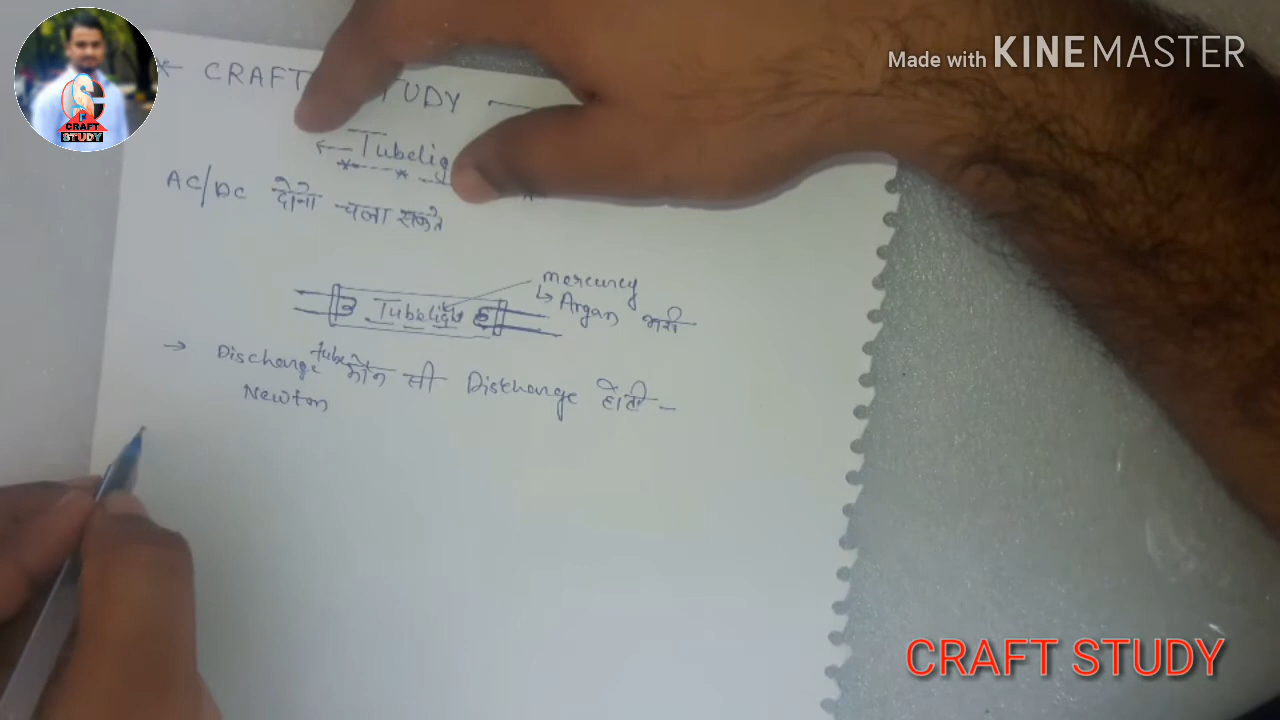 Made with KINEMASTER
CRAFT STUDY
← CRAFT TUDY
← Tubelig
AC/DC दोनो चला सकते
mercury
↳ Argan भरी
Tubelight
→ Discharge tube कौन सी Discharge होती -
Newton
CRAFT STUDY